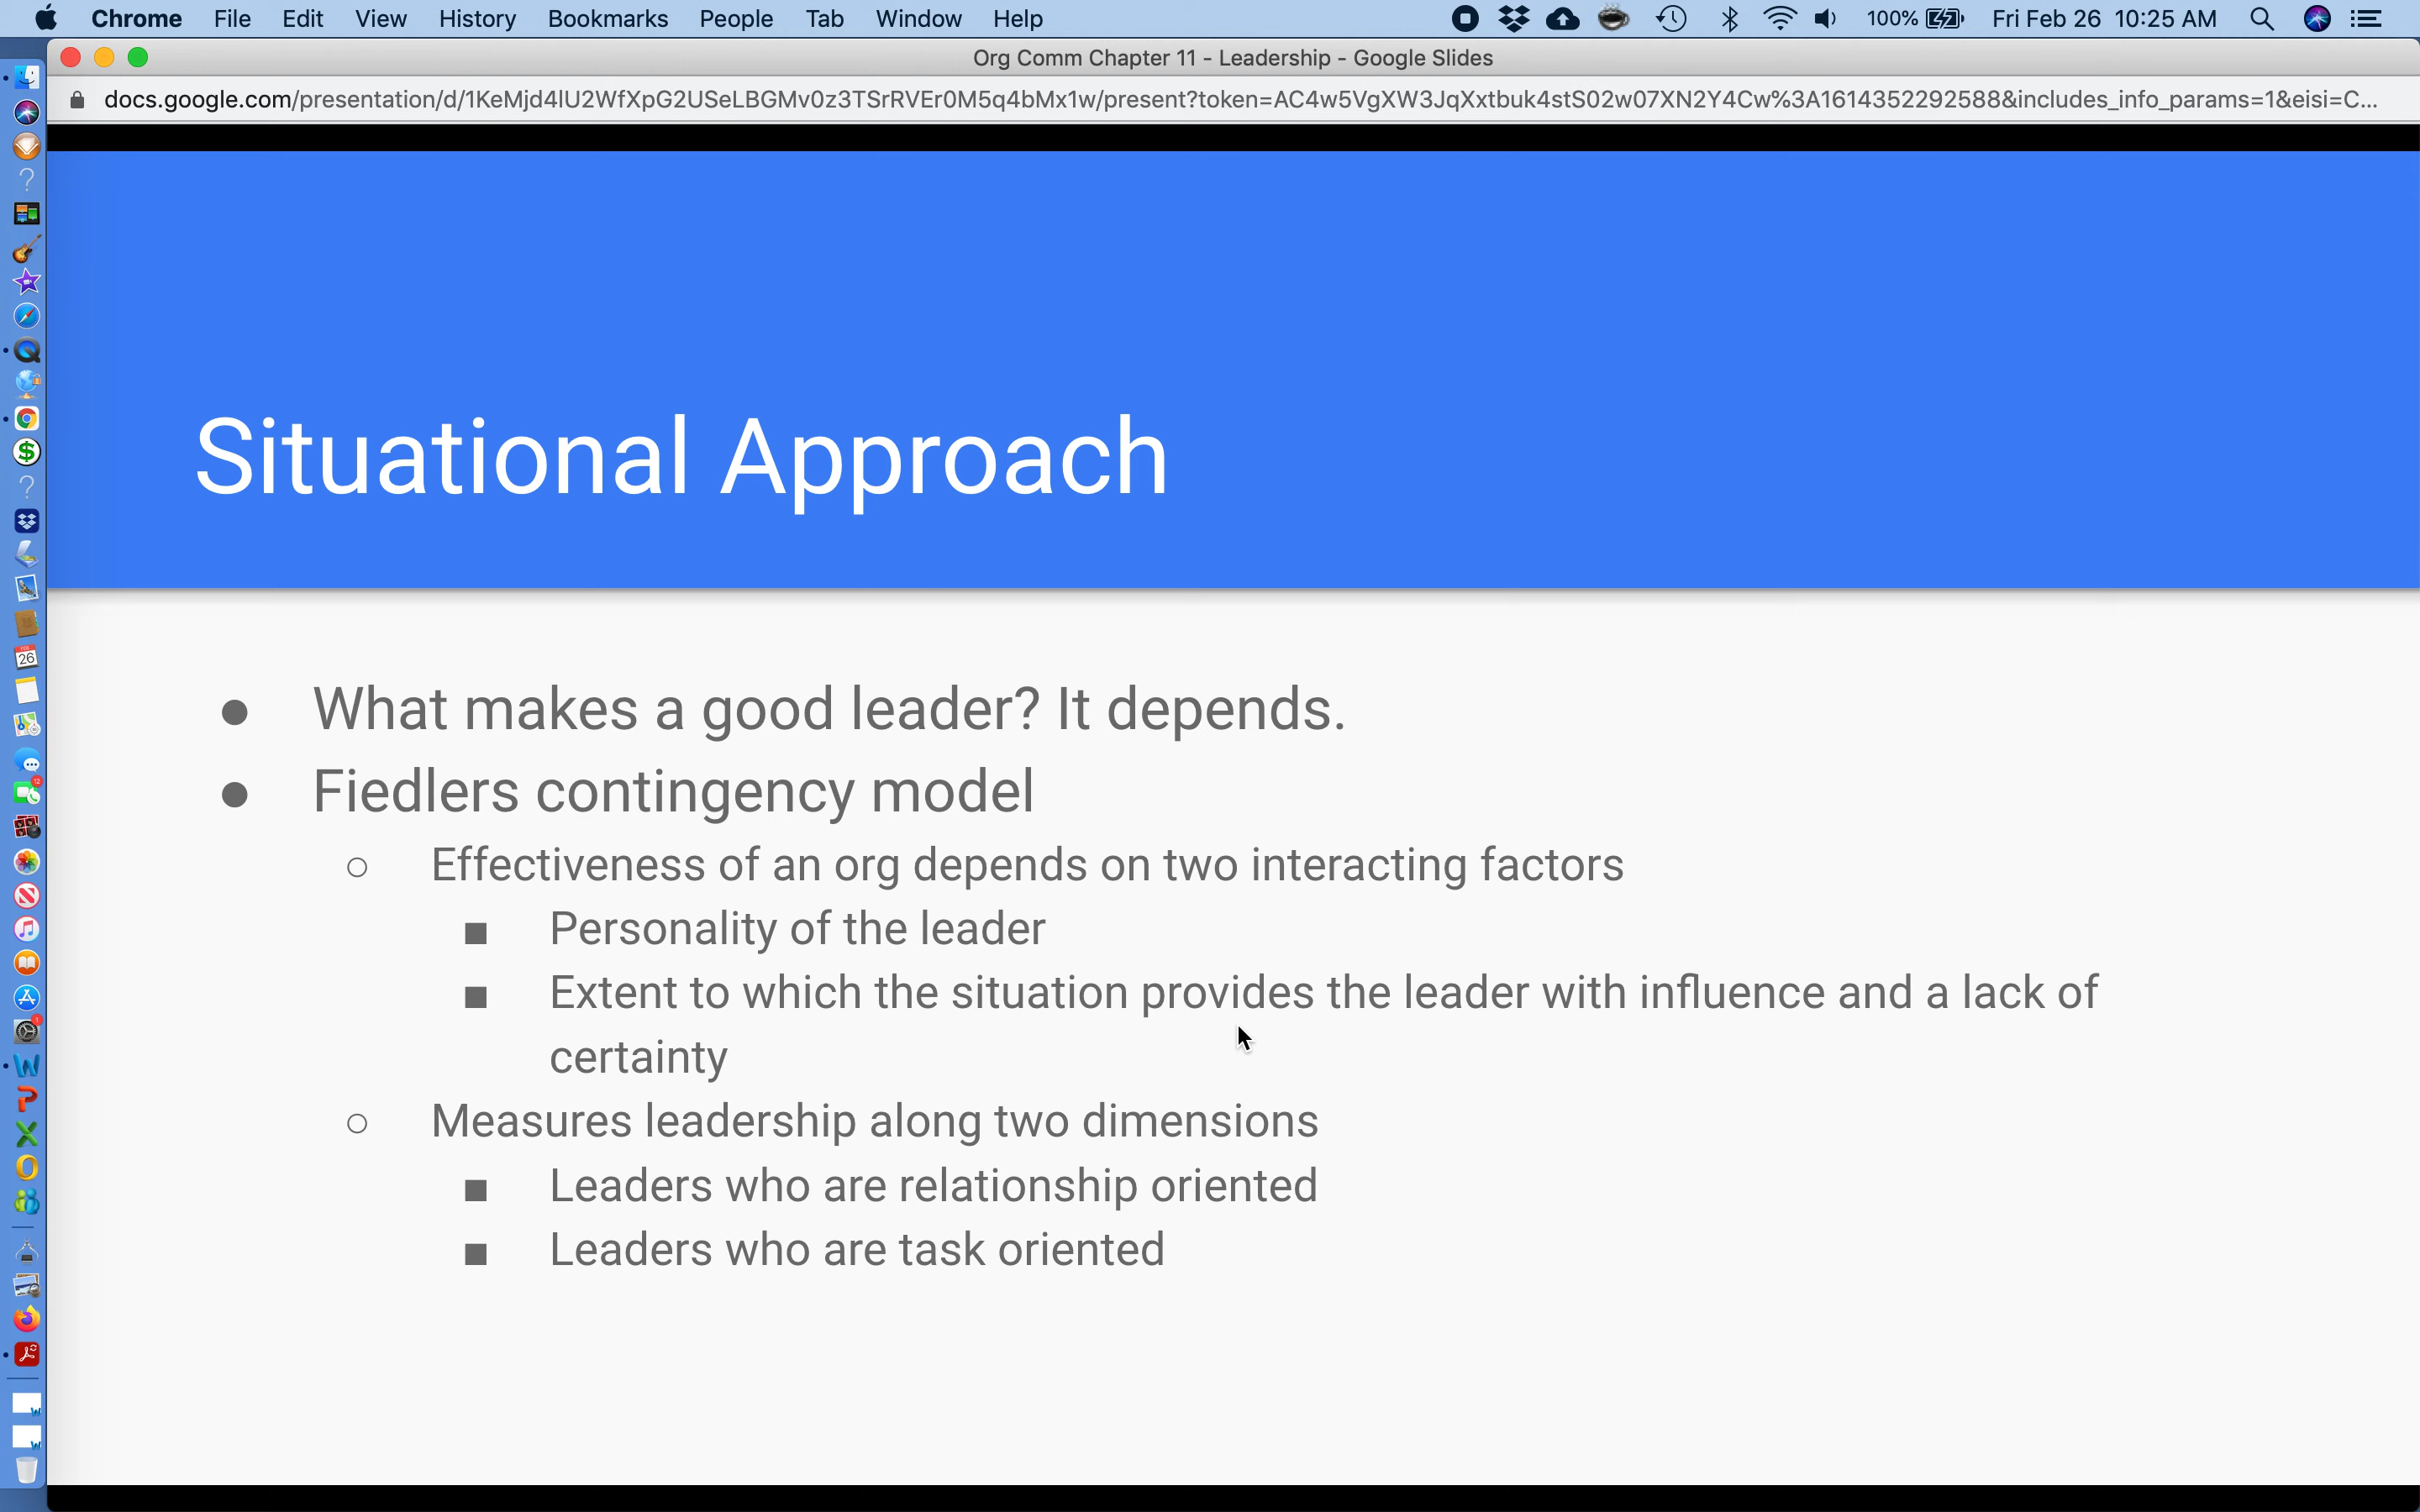 Chrome File Edit View History Bookmarks People Tab Window Help 100% Fri Feb 26 10:25 AM
Org Comm Chapter 11 - Leadership - Google Slides
docs.google.com/presentation/d/1KeMjd4lU2WfXpG2USeLBGMv0z3TSrRVEr0M5q4bMx1w/present?token=AC4w5VgXW3JqXxtbuk4stS02w07XN2Y4Cw%3A1614352292588&includes_info_params=1&eisi=C...
Situational Approach
● What makes a good leader? It depends.
● Fiedlers contingency model
○ Effectiveness of an org depends on two interacting factors
■ Personality of the leader
■ Extent to which the situation provides the leader with influence and a lack of
certainty
○ Measures leadership along two dimensions
■ Leaders who are relationship oriented
■ Leaders who are task oriented